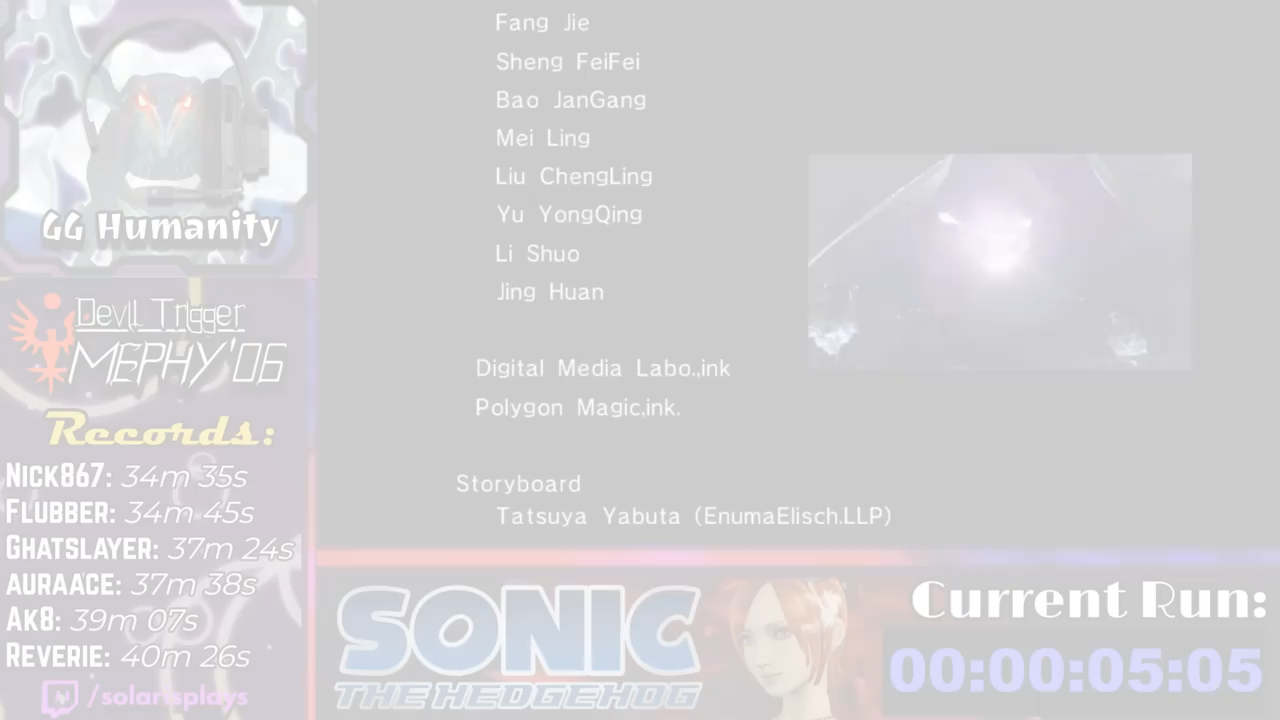 GG Humanity
Devil Trigger
MEPHY'06
Records:
NICK867: 34m 35s
FLUBBER: 34m 45s
GHATSLAYER: 37m 24s
AURAACE: 37m 38s
AK8: 39m 07s
REVERIE: 40m 26s
/solarisplays
Fang Jie
Sheng FeiFei
Bao JanGang
Mei Ling
Liu ChengLing
Yu YongQing
Li Shuo
Jing Huan
Digital Media Labo.,ink
Polygon Magic,ink.
Storyboard
Tatsuya Yabuta (EnumaElisch.LLP)
SONIC
THE HEDGEHOG
Current Run:
00:00:05:05